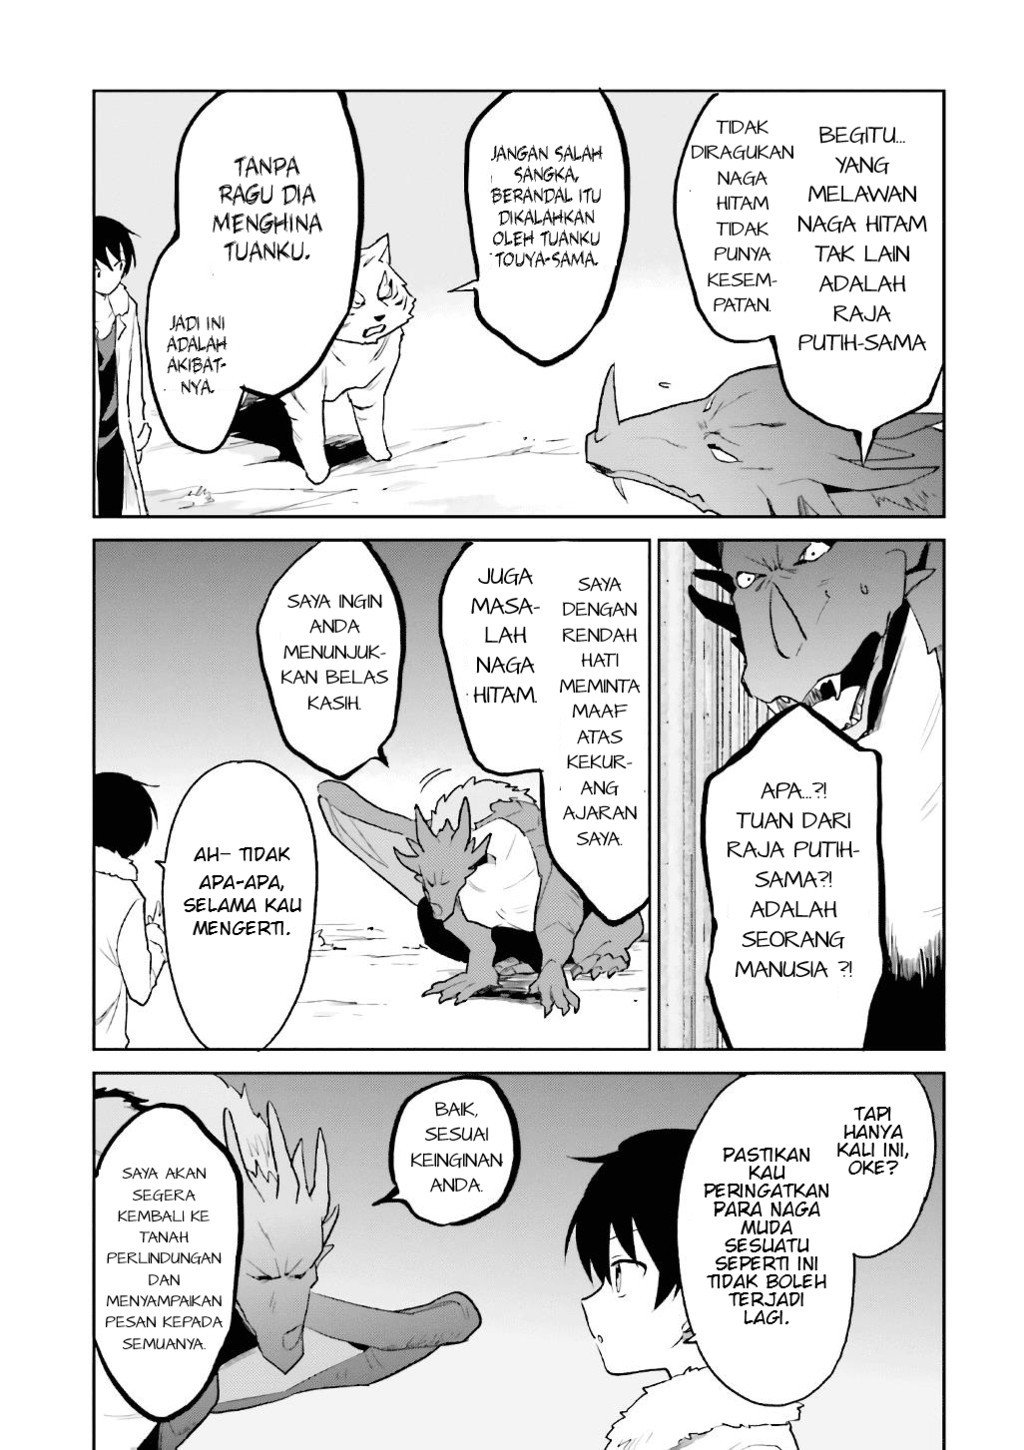 BEGITU...
YANG
MELAWAN
NAGA HITAM
TAK LAIN
ADALAH
RAJA
PUTIH-SAMA
TIDAK
DIRAGUKAN
NAGA
HITAM
TIDAK
PUNYA
KESEM-
PATAN.
JANGAN SALAH
SANGKA,
BERANDAL ITU
DIKALAHKAN
OLEH TUANKU
TOUYA-SAMA.
TANPA
RAGU DIA
MENGHINA
TUANKU.
JADI INI
ADALAH
AKIBAT-
NYA.
APA...?!
TUAN DARI
RAJA PUTIH-
SAMA?!
ADALAH
SEORANG
MANUSIA ?!
SAYA
DENGAN
RENDAH
HATI
MEMINTA
MAAF
ATAS
KEKUR-
ANG
AJARAN
SAYA.
JUGA
MASA-
LAH
NAGA
HITAM.
SAYA INGIN
ANDA
MENUNJUK-
KAN BELAS
KASIH.
AH- TIDAK
APA-APA,
SELAMA KAU
MENGERTI.
TAPI
HANYA
KALI INI,
OKE?
PASTIKAN
KAU
PERINGATKAN
PARA NAGA
MUDA
SESUATU
SEPERTI INI
TIDAK BOLEH
TERJADI
LAGI.
BAIK,
SESUAI
KEINGINAN
ANDA.
SAYA AKAN
SEGERA
KEMBALI KE
TANAH
PERLINDUNGAN
DAN
MENYAMPAIKAN
PESAN KEPADA
SEMUANYA.